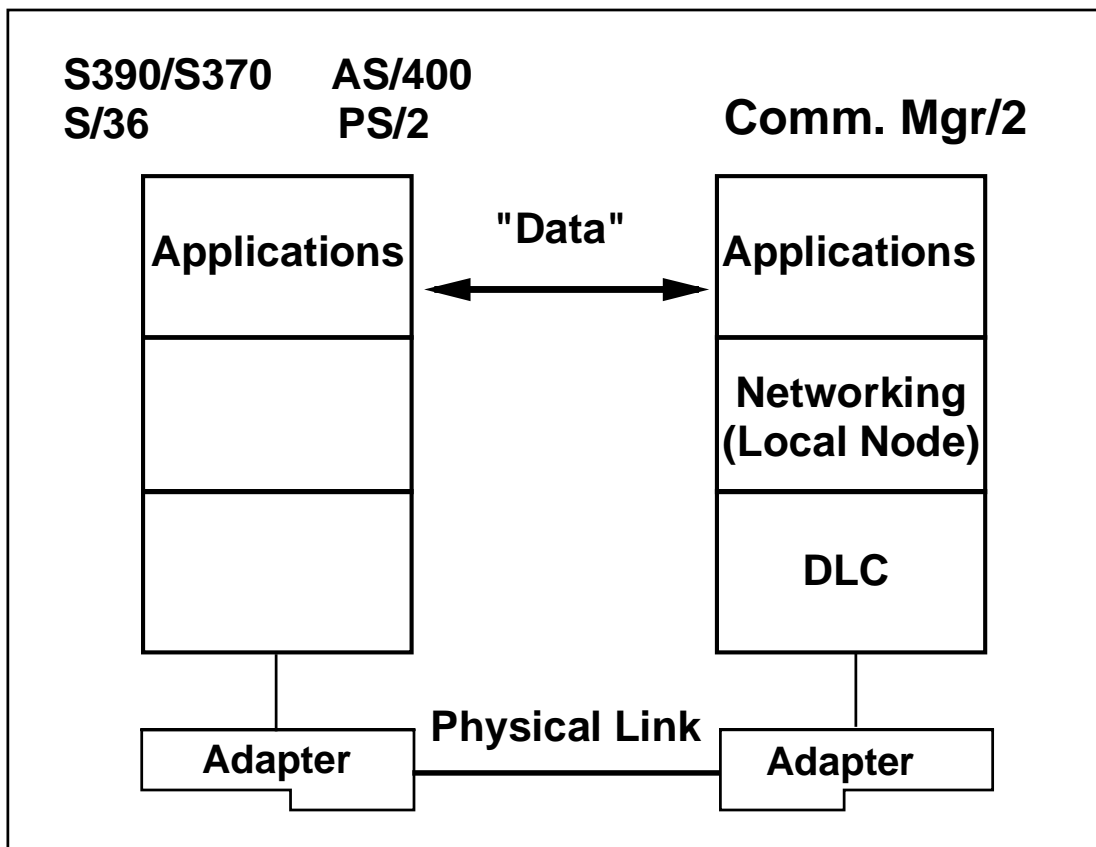 S390/S370 AS/400
S/36 PS/2
Comm. Mgr/2
Applications
"Data"
Applications
Networking
(Local Node)
DLC
Physical Link
Adapter
Adapter